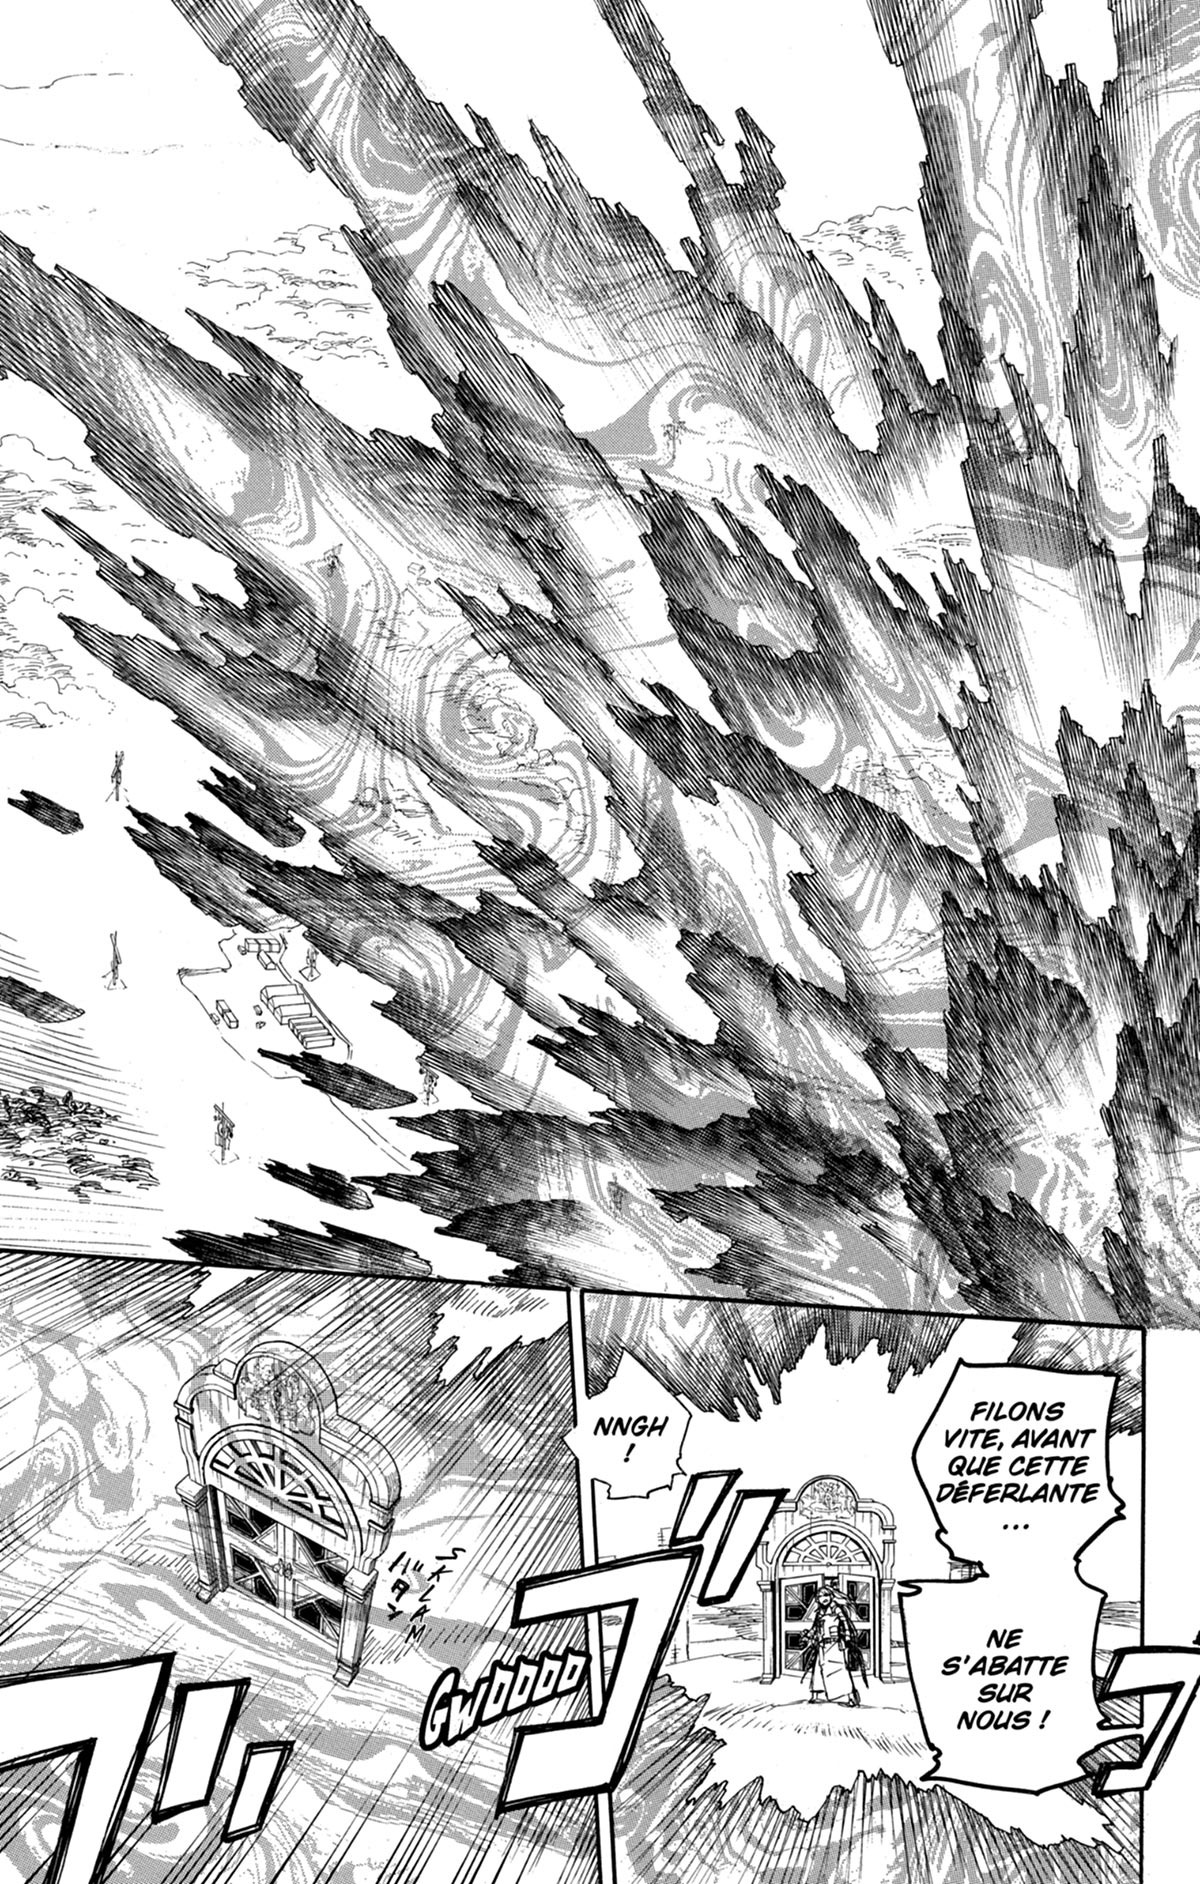 FILONS
VITE, AVANT
QUE CETTE
DÉFERLANTE
...
NE
S'ABATTE
SUR
NOUS !
NNGH
!
ゴゴ
GWOOOO
バタン
SKLAM
ゴ